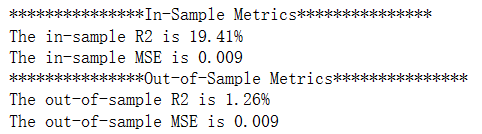 ***************In-Sample Metrics***************
The in-sample R2 is 19.41%
The in-sample MSE is 0.009
***************Out-of-Sample Metrics***************
The out-of-sample R2 is 1.26%
The out-of-sample MSE is 0.009